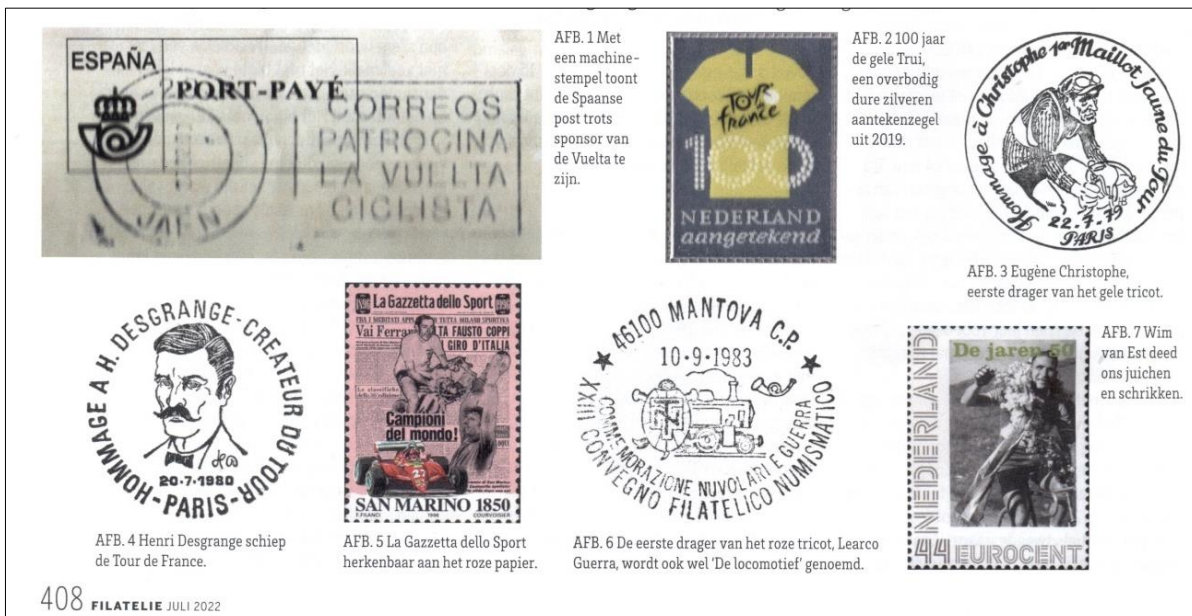 ESPAÑA
PORT-PAYÉ
CORREOS
PATROCINA
LA VUELTA
CICLISTA
JAEN
AFB. 1 Met
een machine-
stempel toont
de Spaanse
post trots
sponsor van
de Vuelta te
zijn.
TOUR
de
france
100
NEDERLAND
aangetekend
AFB. 2 100 jaar
de gele Trui,
een overbodig
dure zilveren
aantekenzegel
uit 2019.
Hommage à Christophe 1er Maillot jaune du Tour
22.7.79
PARIS
AFB. 3 Eugène Christophe,
eerste drager van het gele tricot.
HOMMAGE A H. DESGRANGE-CREATEUR DU TOUR
20.7.1980
-PARIS-
AFB. 4 Henri Desgrange schiep
de Tour de France.
La Gazzetta dello Sport
Vai Ferrar
TA FAUSTO COPPI
GIRO D'ITALIA
Campioni
del mondo!
27
SAN MARINO 1850
T. FRANCI 1996 COURVOISIER
AFB. 5 La Gazzetta dello Sport
herkenbaar aan het roze papier.
46100 MANTOVA C.P.
10-9-1983
COMMEMORAZIONE NUVOLARI E GUERRA
XXIII CONVEGNO FILATELICO NUMISMATICO
AFB. 6 De eerste drager van het roze tricot, Learco
Guerra, wordt ook wel ‘De locomotief’ genoemd.
De jaren 50
NEDERLAND
44 EUROCENT
AFB. 7 Wim
van Est deed
ons juichen
en schrikken.
408 FILATELIE JULI 2022